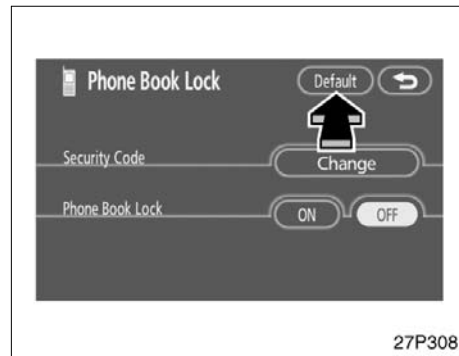 Phone Book Lock
Default
Security Code
Change
Phone Book Lock
ON
OFF
27P308